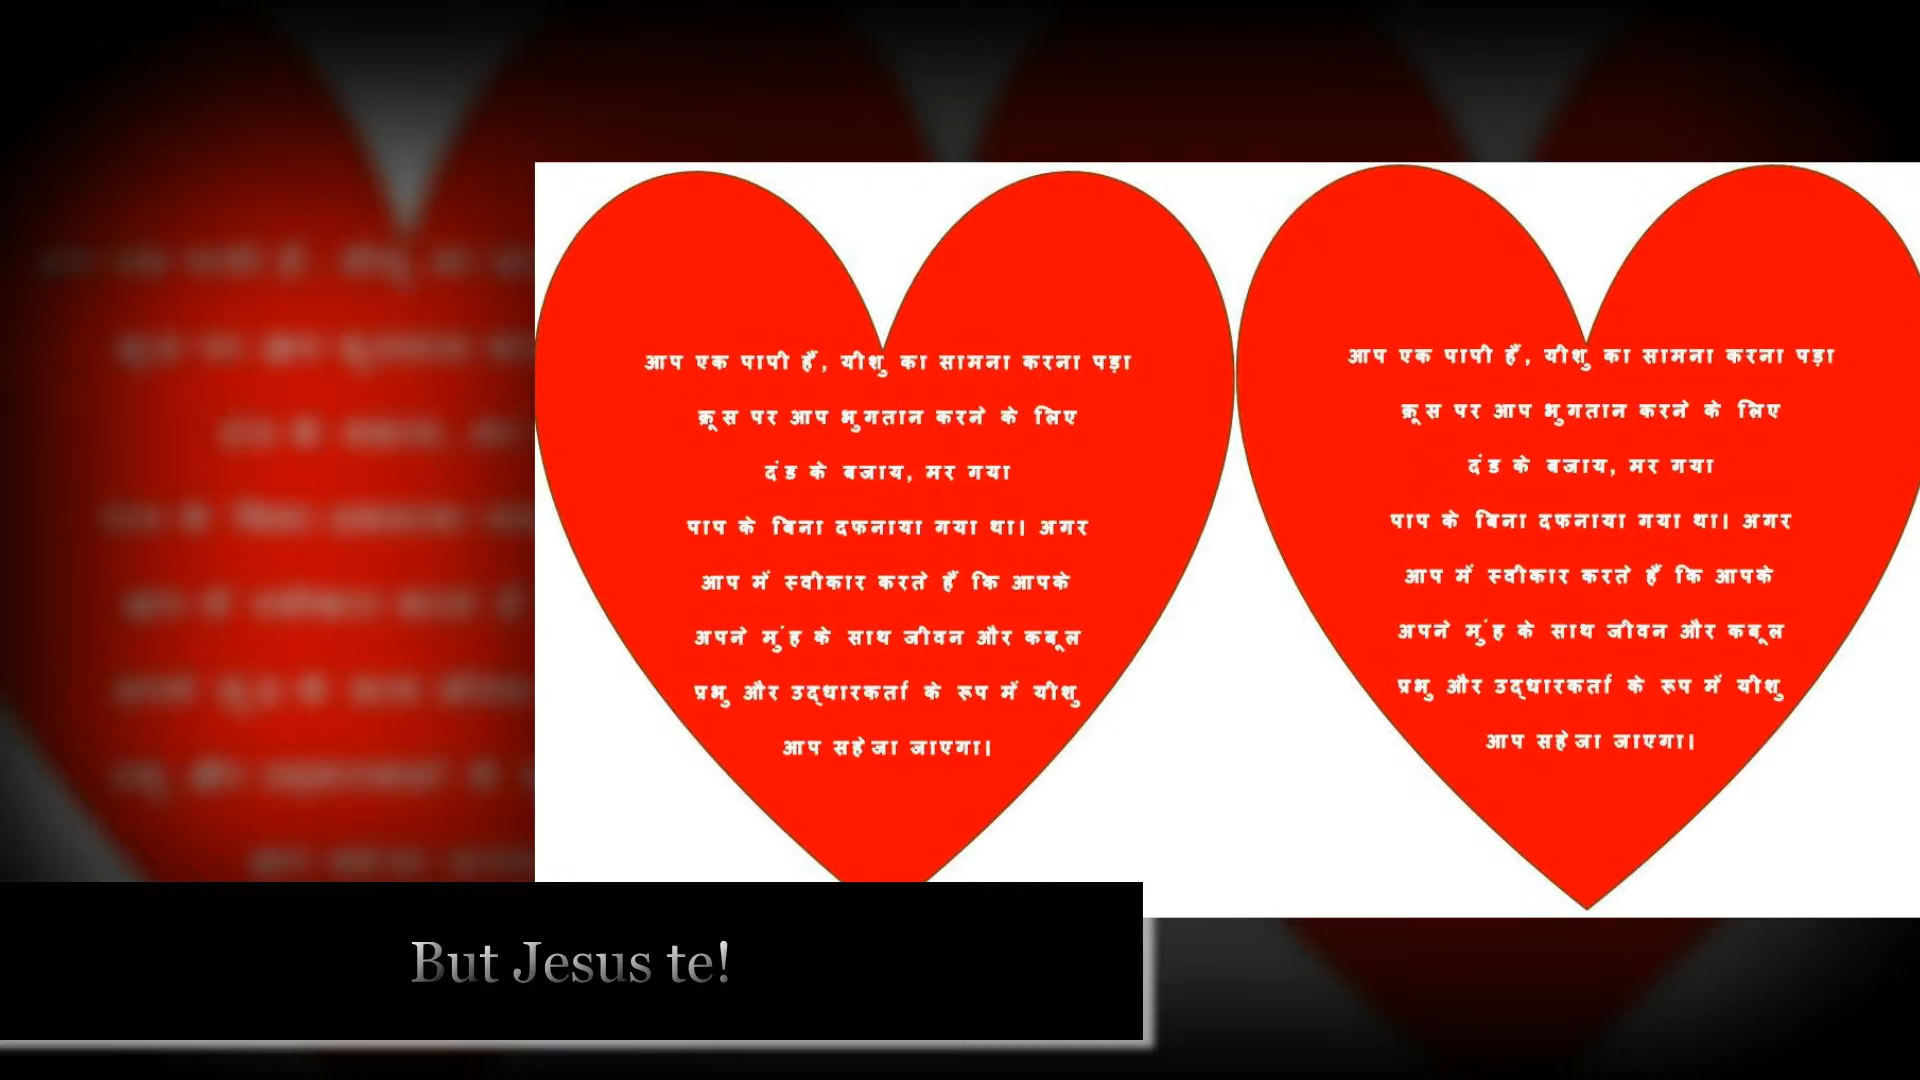 आप एक पापी हैं, यीशु का सामना करना पड़ा
क्रूस पर आप भुगतान करने के लिए
दंड के बजाय, मर गया
पाप के बिना दफनाया गया था। अगर
आप में स्वीकार करते हैं कि आपके
अपने मुंह के साथ जीवन और कबूल
प्रभु और उद्धारकर्ता के रूप में यीशु
आप सहेजा जाएगा।
आप एक पापी हैं, यीशु का सामना करना पड़ा
क्रूस पर आप भुगतान करने के लिए
दंड के बजाय, मर गया
पाप के बिना दफनाया गया था। अगर
आप में स्वीकार करते हैं कि आपके
अपने मुंह के साथ जीवन और कबूल
प्रभु और उद्धारकर्ता के रूप में यीशु
आप सहेजा जाएगा।
But Jesus te!